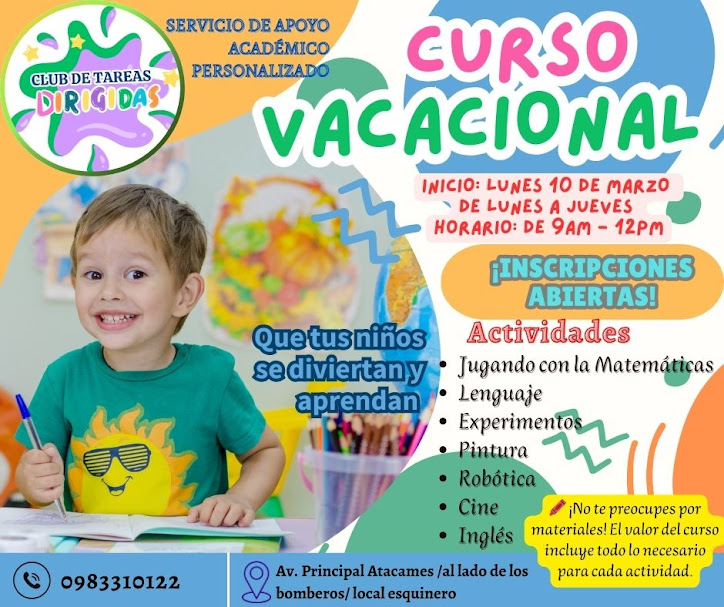 CLUB DE TAREAS
DIRIGIDAS
SERVICIO DE APOYO
ACADÉMICO
PERSONALIZADO
CURSO
VACACIONAL
INICIO: LUNES 10 DE MARZO
DE LUNES A JUEVES
HORARIO: DE 9AM - 12PM
¡INSCRIPCIONES
ABIERTAS!
Que tus niños
se diviertan y
aprendan
Actividades
• Jugando con la Matemáticas
• Lenguaje
• Experimentos
• Pintura
• Robótica
• Cine
• Inglés
¡No te preocupes por
materiales! El valor del curso
incluye todo lo necesario
para cada actividad.
0983310122
Av. Principal Atacames /al lado de los
bomberos/ local esquinero